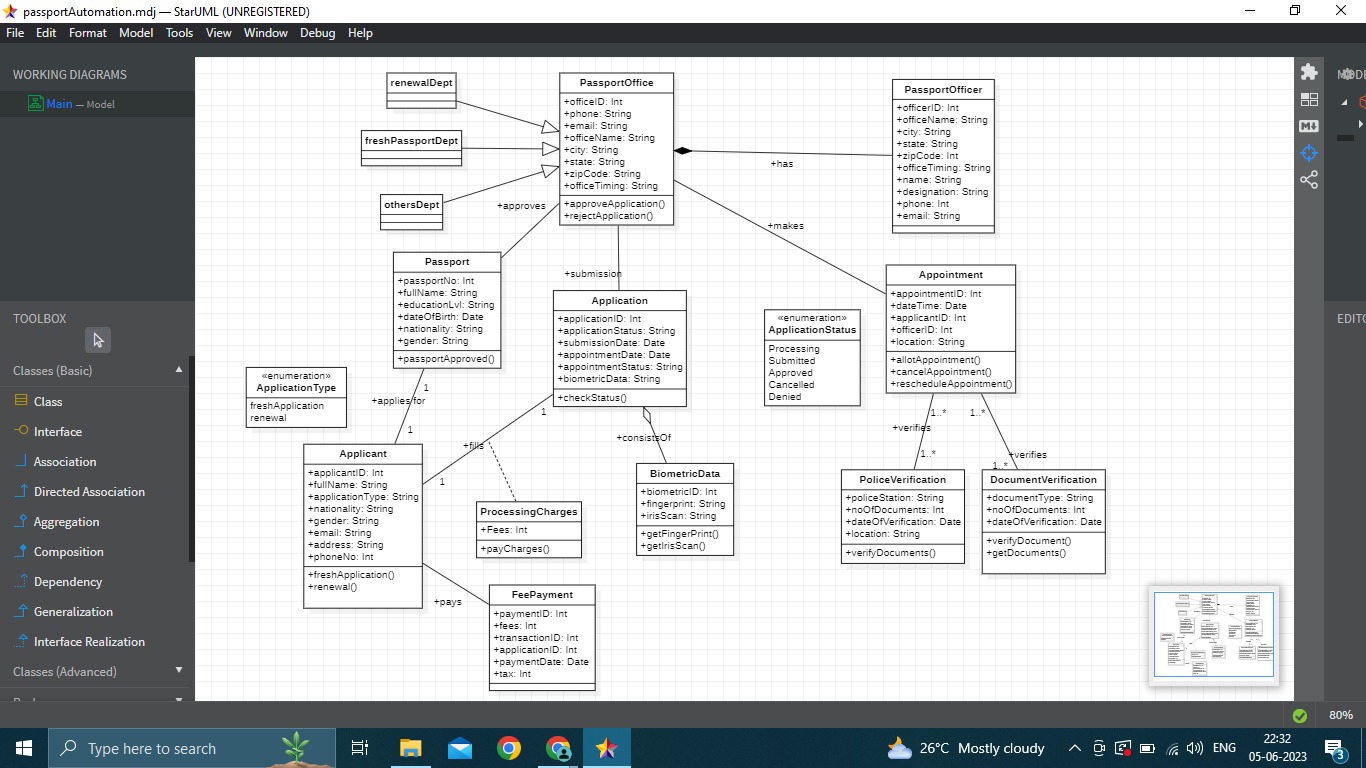 passportAutomation.mdj — StarUML (UNREGISTERED)
File Edit Format Model Tools View Window Debug Help
WORKING DIAGRAMS
Main — Model
TOOLBOX
Classes (Basic)
Class
Interface
Association
Directed Association
Aggregation
Composition
Dependency
Generalization
Interface Realization
Classes (Advanced)
renewalDept
freshPassportDept
othersDept
PassportOffice
+officeID: Int
+phone: String
+email: String
+officeName: String
+city: String
+state: String
+zipCode: String
+officeTiming: String
+approveApplication()
+rejectApplication()
PassportOfficer
+officerID: Int
+officeName: String
+city: String
+state: String
+zipCode: Int
+officeTiming: String
+name: String
+designation: String
+phone: Int
+email: String
+has
+makes
+approves
+submission
Passport
+passportNo: Int
+fullName: String
+educationLvl: String
+dateOfBirth: Date
+nationality: String
+gender: String
+passportApproved()
Application
+applicationID: Int
+applicationStatus: String
+submissionDate: Date
+appointmentDate: Date
+appointmentStatus: String
+biometricData: String
+checkStatus()
«enumeration»
ApplicationStatus
Processing
Submitted
Approved
Cancelled
Denied
Appointment
+appointmentID: Int
+dateTime: Date
+applicantID: Int
+officerID: Int
+location: String
+allotAppointment()
+cancelAppointment()
+rescheduleAppointment()
«enumeration»
ApplicationType
freshApplication
renewal
1
+applies for
1
Applicant
+applicantID: Int
+fullName: String
+applicationType: String
+nationality: String
+gender: String
+email: String
+address: String
+phoneNo: Int
+freshApplication()
+renewal()
1
+fills
1
+consistsOf
ProcessingCharges
+Fees: Int
+payCharges()
BiometricData
+biometricID: Int
+fingerprint: String
+irisScan: String
+getFingerPrint()
+getIrisScan()
+pays
FeePayment
+paymentID: Int
+fees: Int
+transactionID: Int
+applicationID: Int
+paymentDate: Date
+tax: Int
1..*
1..*
+verifies
1..*
+verifies
1..*
PoliceVerification
+policeStation: String
+noOfDocuments: Int
+dateOfVerification: Date
+location: String
+verifyDocuments()
DocumentVerification
+documentType: String
+noOfDocuments: Int
+dateOfVerification: Date
+verifyDocument()
+getDocuments()
EDITO
80%
Type here to search
26°C Mostly cloudy
ENG
22:32
05-06-2023
3